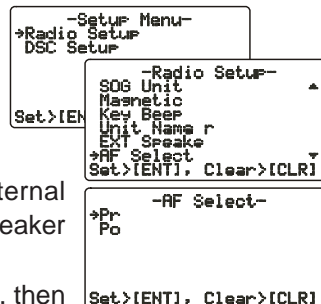 -Setup Menu-
→Radio Setup
DSC Setup
Set>[EN
-Radio Setup-
SOG Unit ▲
Magnetic
Key Beep
Unit Name r
EXT Speake
→AF Select ▼
Set>[ENT], Clear>[CLR]
ternal
eaker
, then
-AF Select-
→Pr
Po
Set>[ENT], Clear>[CLR]